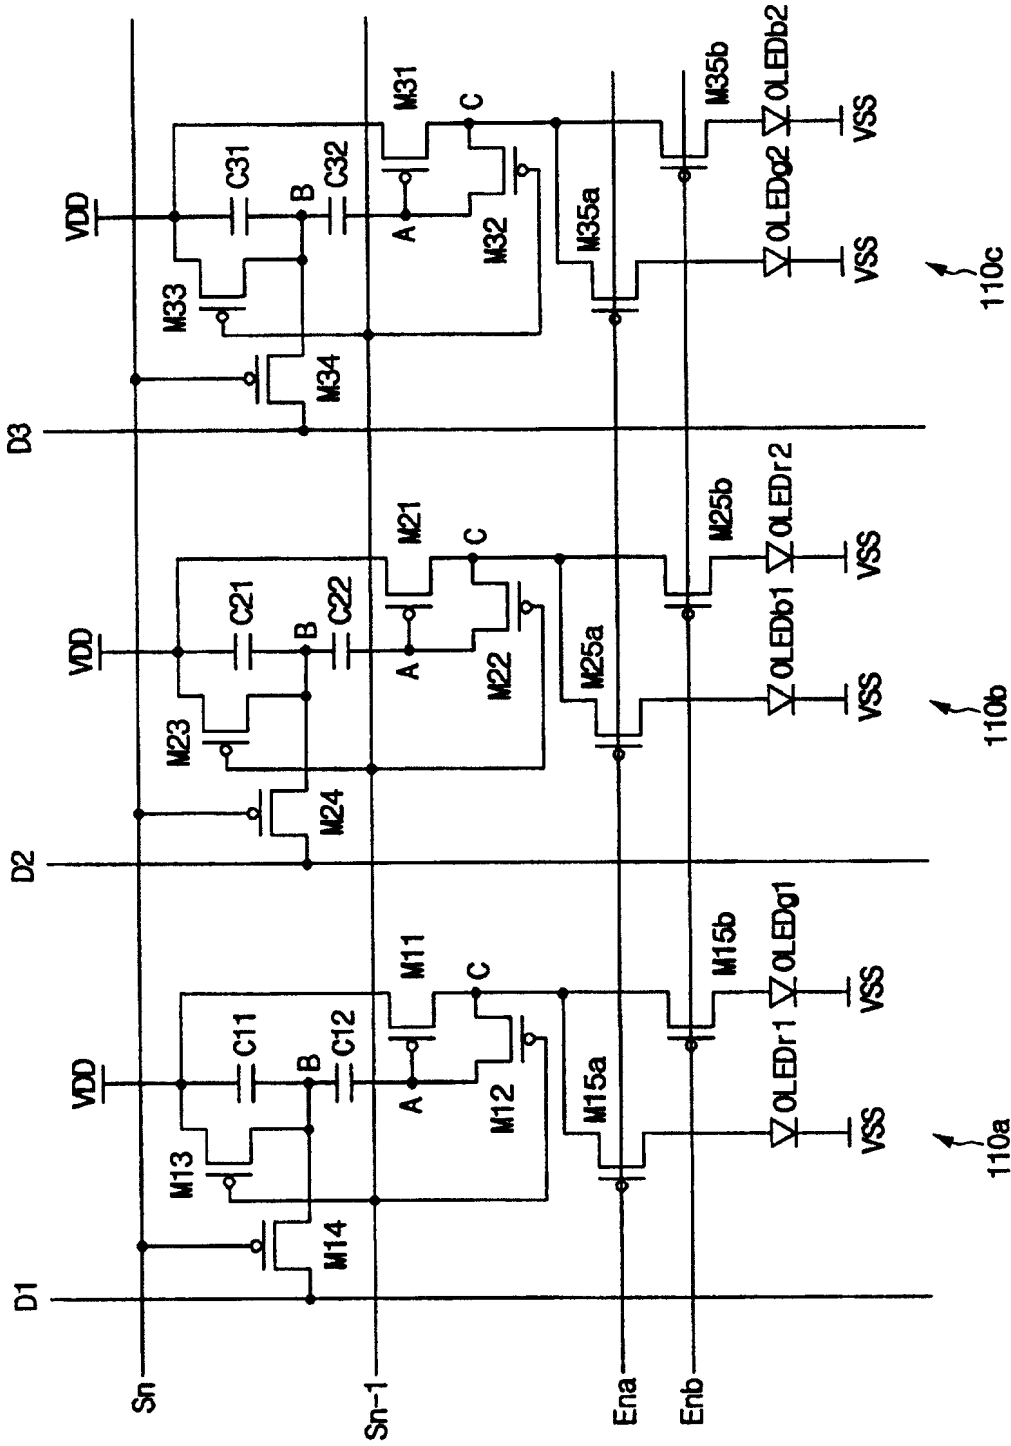 D1
D2
D3
Sn
VDD
VDD
VDD
M13
C11
M23
C21
M33
C31
M14
B
C12
M24
B
C22
M34
B
C32
Sn-1
A
M11
A
M21
A
M31
M12
C
M22
C
M32
C
Ena
M15a
M25a
M35a
Enb
M15b
M25b
M35b
OLEDr1
OLEDg1
OLEDb1
OLEDr2
OLEDg2
OLEDb2
VSS
VSS
VSS
VSS
VSS
VSS
110a
110b
110c